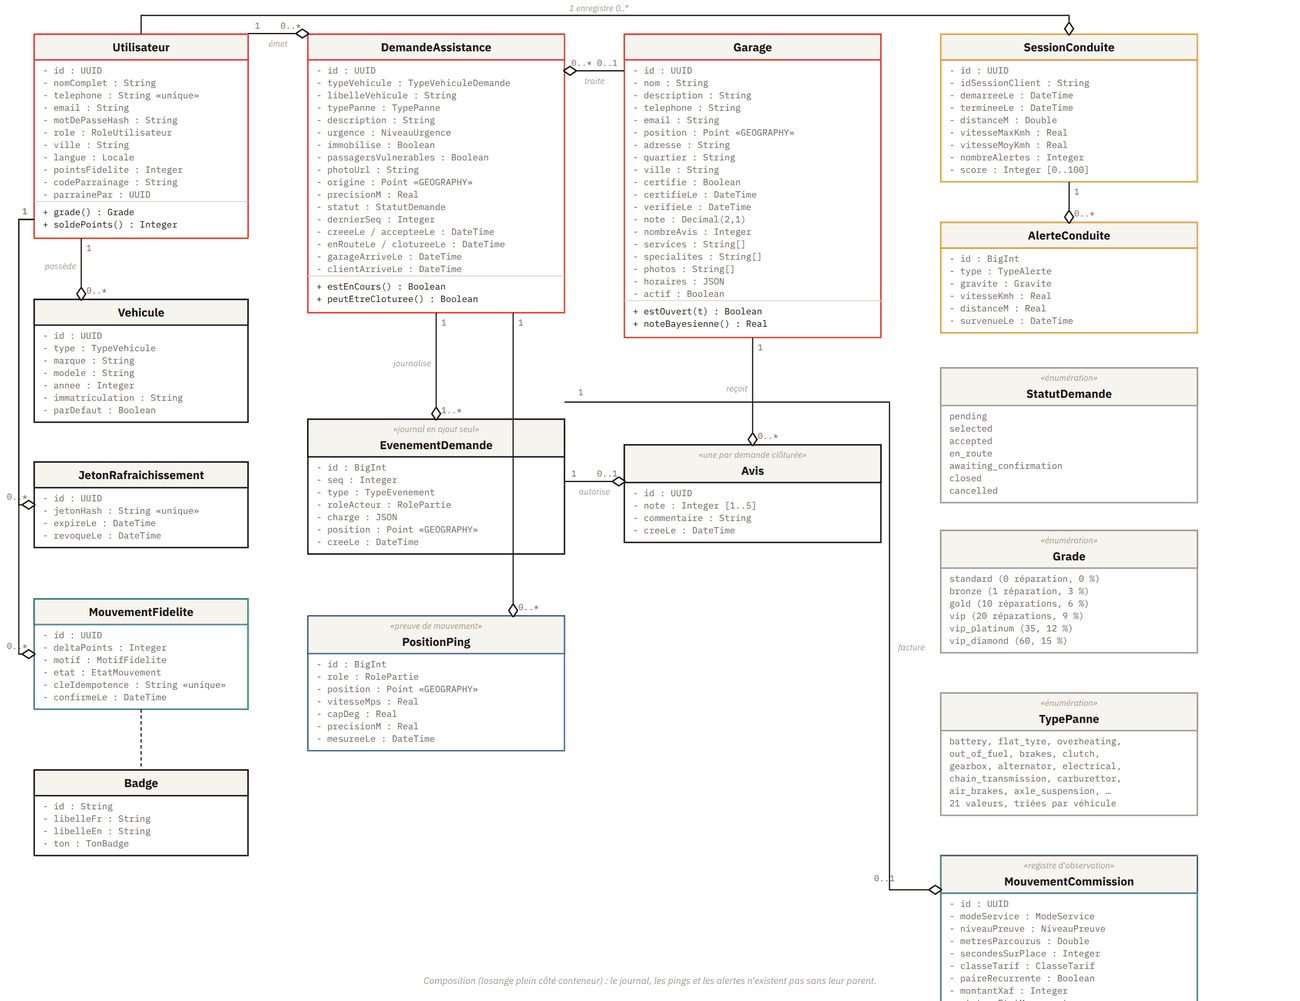 1 enregistre 0..*
Utilisateur
- id : UUID
- nomComplet : String
- telephone : String «unique»
- email : String
- motDePasseHash : String
- role : RoleUtilisateur
- ville : String
- langue : Locale
- pointsFidelite : Integer
- codeParrainage : String
- parrainePar : UUID
+ grade() : Grade
+ soldePoints() : Integer
1
0..*
émet
DemandeAssistance
- id : UUID
- typeVehicule : TypeVehiculeDemande
- libelleVehicule : String
- typePanne : TypePanne
- description : String
- urgence : NiveauUrgence
- immobilise : Boolean
- passagersVulnerables : Boolean
- photoUrl : String
- origine : Point «GEOGRAPHY»
- precisionM : Real
- statut : StatutDemande
- dernierSeq : Integer
- creeeLe / accepteeLe : DateTime
- enRouteLe / clotureeLe : DateTime
- garageArriveLe : DateTime
- clientArriveLe : DateTime
+ estEnCours() : Boolean
+ peutEtreCloturee() : Boolean
0..*
0..1
traite
Garage
- id : UUID
- nom : String
- description : String
- telephone : String
- email : String
- position : Point «GEOGRAPHY»
- adresse : String
- quartier : String
- ville : String
- certifie : Boolean
- certifieLe : DateTime
- verifieLe : DateTime
- note : Decimal(2,1)
- nombreAvis : Integer
- services : String[]
- specialites : String[]
- photos : String[]
- horaires : JSON
- actif : Boolean
+ estOuvert(t) : Boolean
+ noteBayesienne() : Real
SessionConduite
- id : UUID
- idSessionClient : String
- demarreeLe : DateTime
- termineeLe : DateTime
- distanceM : Double
- vitesseMaxKmh : Real
- vitesseMoyKmh : Real
- nombreAlertes : Integer
- score : Integer [0..100]
1
0..*
AlerteConduite
- id : BigInt
- type : TypeAlerte
- gravite : Gravite
- vitesseKmh : Real
- distanceM : Real
- survenueLe : DateTime
1
1
possède
0..*
Vehicule
- id : UUID
- type : TypeVehicule
- marque : String
- modele : String
- annee : Integer
- immatriculation : String
- parDefaut : Boolean
1
journalise
1..*
1
1
reçoit
0..*
1
«journal en ajout seul»
EvenementDemande
- id : BigInt
- seq : Integer
- type : TypeEvenement
- roleActeur : RolePartie
- charge : JSON
- position : Point «GEOGRAPHY»
- creeLe : DateTime
1
0..1
autorise
«une par demande clôturée»
Avis
- id : UUID
- note : Integer [1..5]
- commentaire : String
- creeLe : DateTime
«énumération»
StatutDemande
pending
selected
accepted
en_route
awaiting_confirmation
closed
cancelled
0..*
JetonRafraichissement
- id : UUID
- jetonHash : String «unique»
- expireLe : DateTime
- revoqueLe : DateTime
«énumération»
Grade
standard (0 réparation, 0 %)
bronze (1 réparation, 3 %)
gold (10 réparations, 6 %)
vip (20 réparations, 9 %)
vip_platinum (35, 12 %)
vip_diamond (60, 15 %)
0..*
MouvementFidelite
- id : UUID
- deltaPoints : Integer
- motif : MotifFidelite
- etat : EtatMouvement
- cleIdempotence : String «unique»
- confirmeLe : DateTime
0..*
«preuve de mouvement»
PositionPing
- id : BigInt
- role : RolePartie
- position : Point «GEOGRAPHY»
- vitesseMps : Real
- capDeg : Real
- precisionM : Real
- mesureeLe : DateTime
facture
«énumération»
TypePanne
battery, flat_tyre, overheating,
out_of_fuel, brakes, clutch,
gearbox, alternator, electrical,
chain_transmission, carburettor,
air_brakes, axle_suspension, …
21 valeurs, triées par véhicule
Badge
- id : String
- libelleFr : String
- libelleEn : String
- ton : TonBadge
0..1
«registre d'observation»
MouvementCommission
- id : UUID
- modeService : ModeService
- niveauPreuve : NiveauPreuve
- metresParcourus : Double
- secondesSurPlace : Integer
- classeTarif : ClasseTarif
- paireRecurrente : Boolean
- montantXaf : Integer
Composition (losange plein côté conteneur) : le journal, les pings et les alertes n'existent pas sans leur parent.